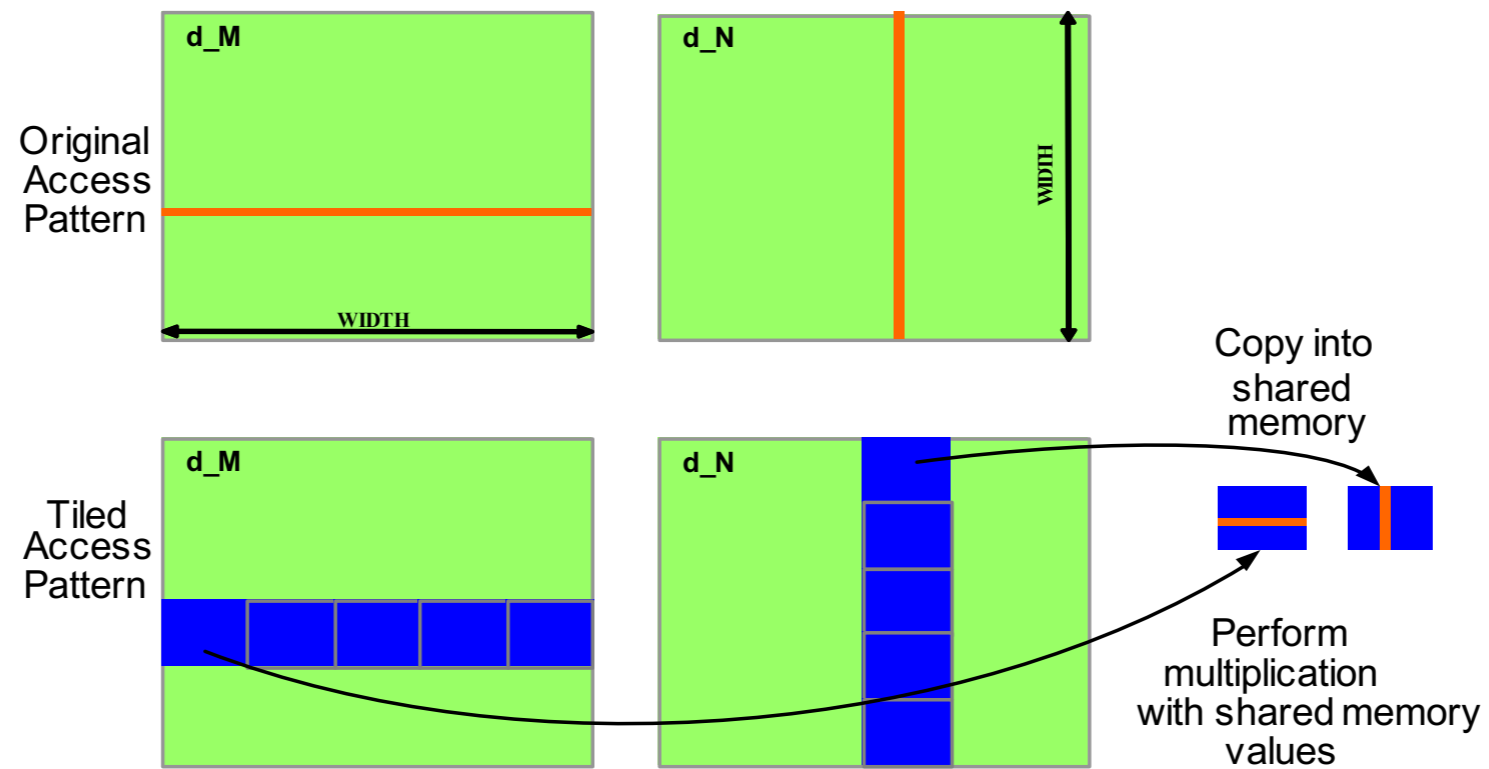 d_M
d_N
Original
Access
Pattern
WIDTH
WIDTH
Copy into
shared
memory
d_M
d_N
Tiled
Access
Pattern
Perform
multiplication
with shared memory
values